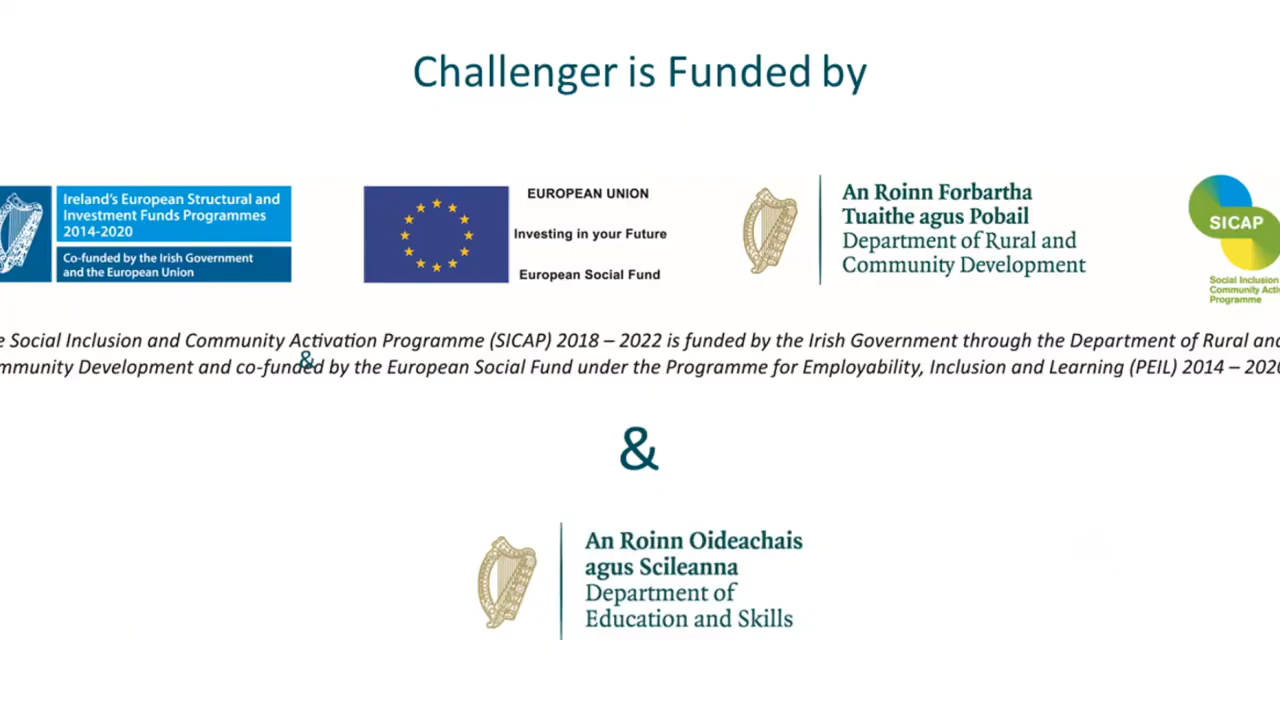 Challenger is Funded by
Ireland's European Structural and
Investment Funds Programmes
2014-2020
Co-funded by the Irish Government
and the European Union
EUROPEAN UNION
Investing in your Future
European Social Fund
An Roinn Forbartha
Tuaithe agus Pobail
Department of Rural and
Community Development
SICAP
Social Inclusion
Community
Programme
Social Inclusion and Community Activation Programme (SICAP) 2018 – 2022 is funded by the Irish Government through the Department of Rural
&
Development and co-funded by the European Social Fund under the Programme for Employability, Inclusion and Learning (PEIL) 2014 – 2020
&
An Roinn Oideachais
agus Scileanna
Department of
Education and Skills